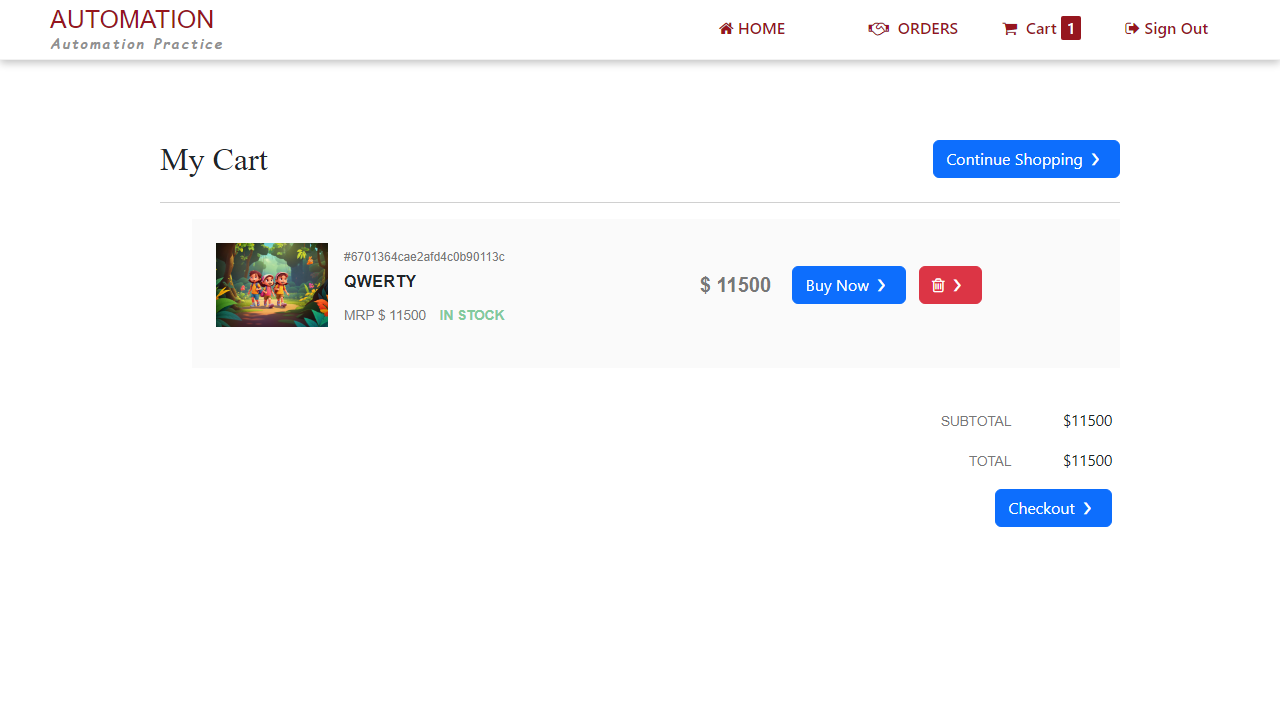 AUTOMATION
Automation Practice
HOME
ORDERS
Cart 1
Sign Out
My Cart
Continue Shopping ❯
#6701364cae2afd4c0b90113c
QWERTY
MRP $ 11500 IN STOCK
$ 11500
Buy Now ❯
❯
SUBTOTAL $11500
TOTAL $11500
Checkout ❯